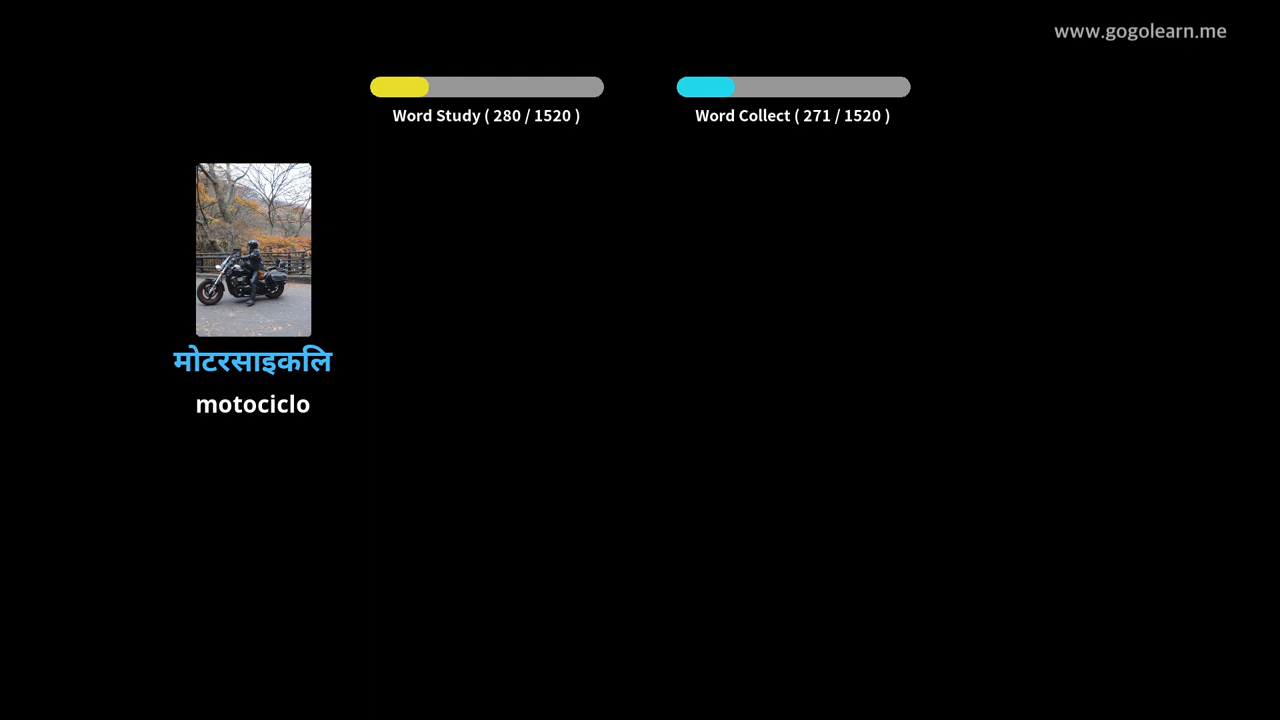 www.gogolearn.me
Word Study ( 280 / 1520 )
Word Collect ( 271 / 1520 )
मोटरसाइकलि
motociclo